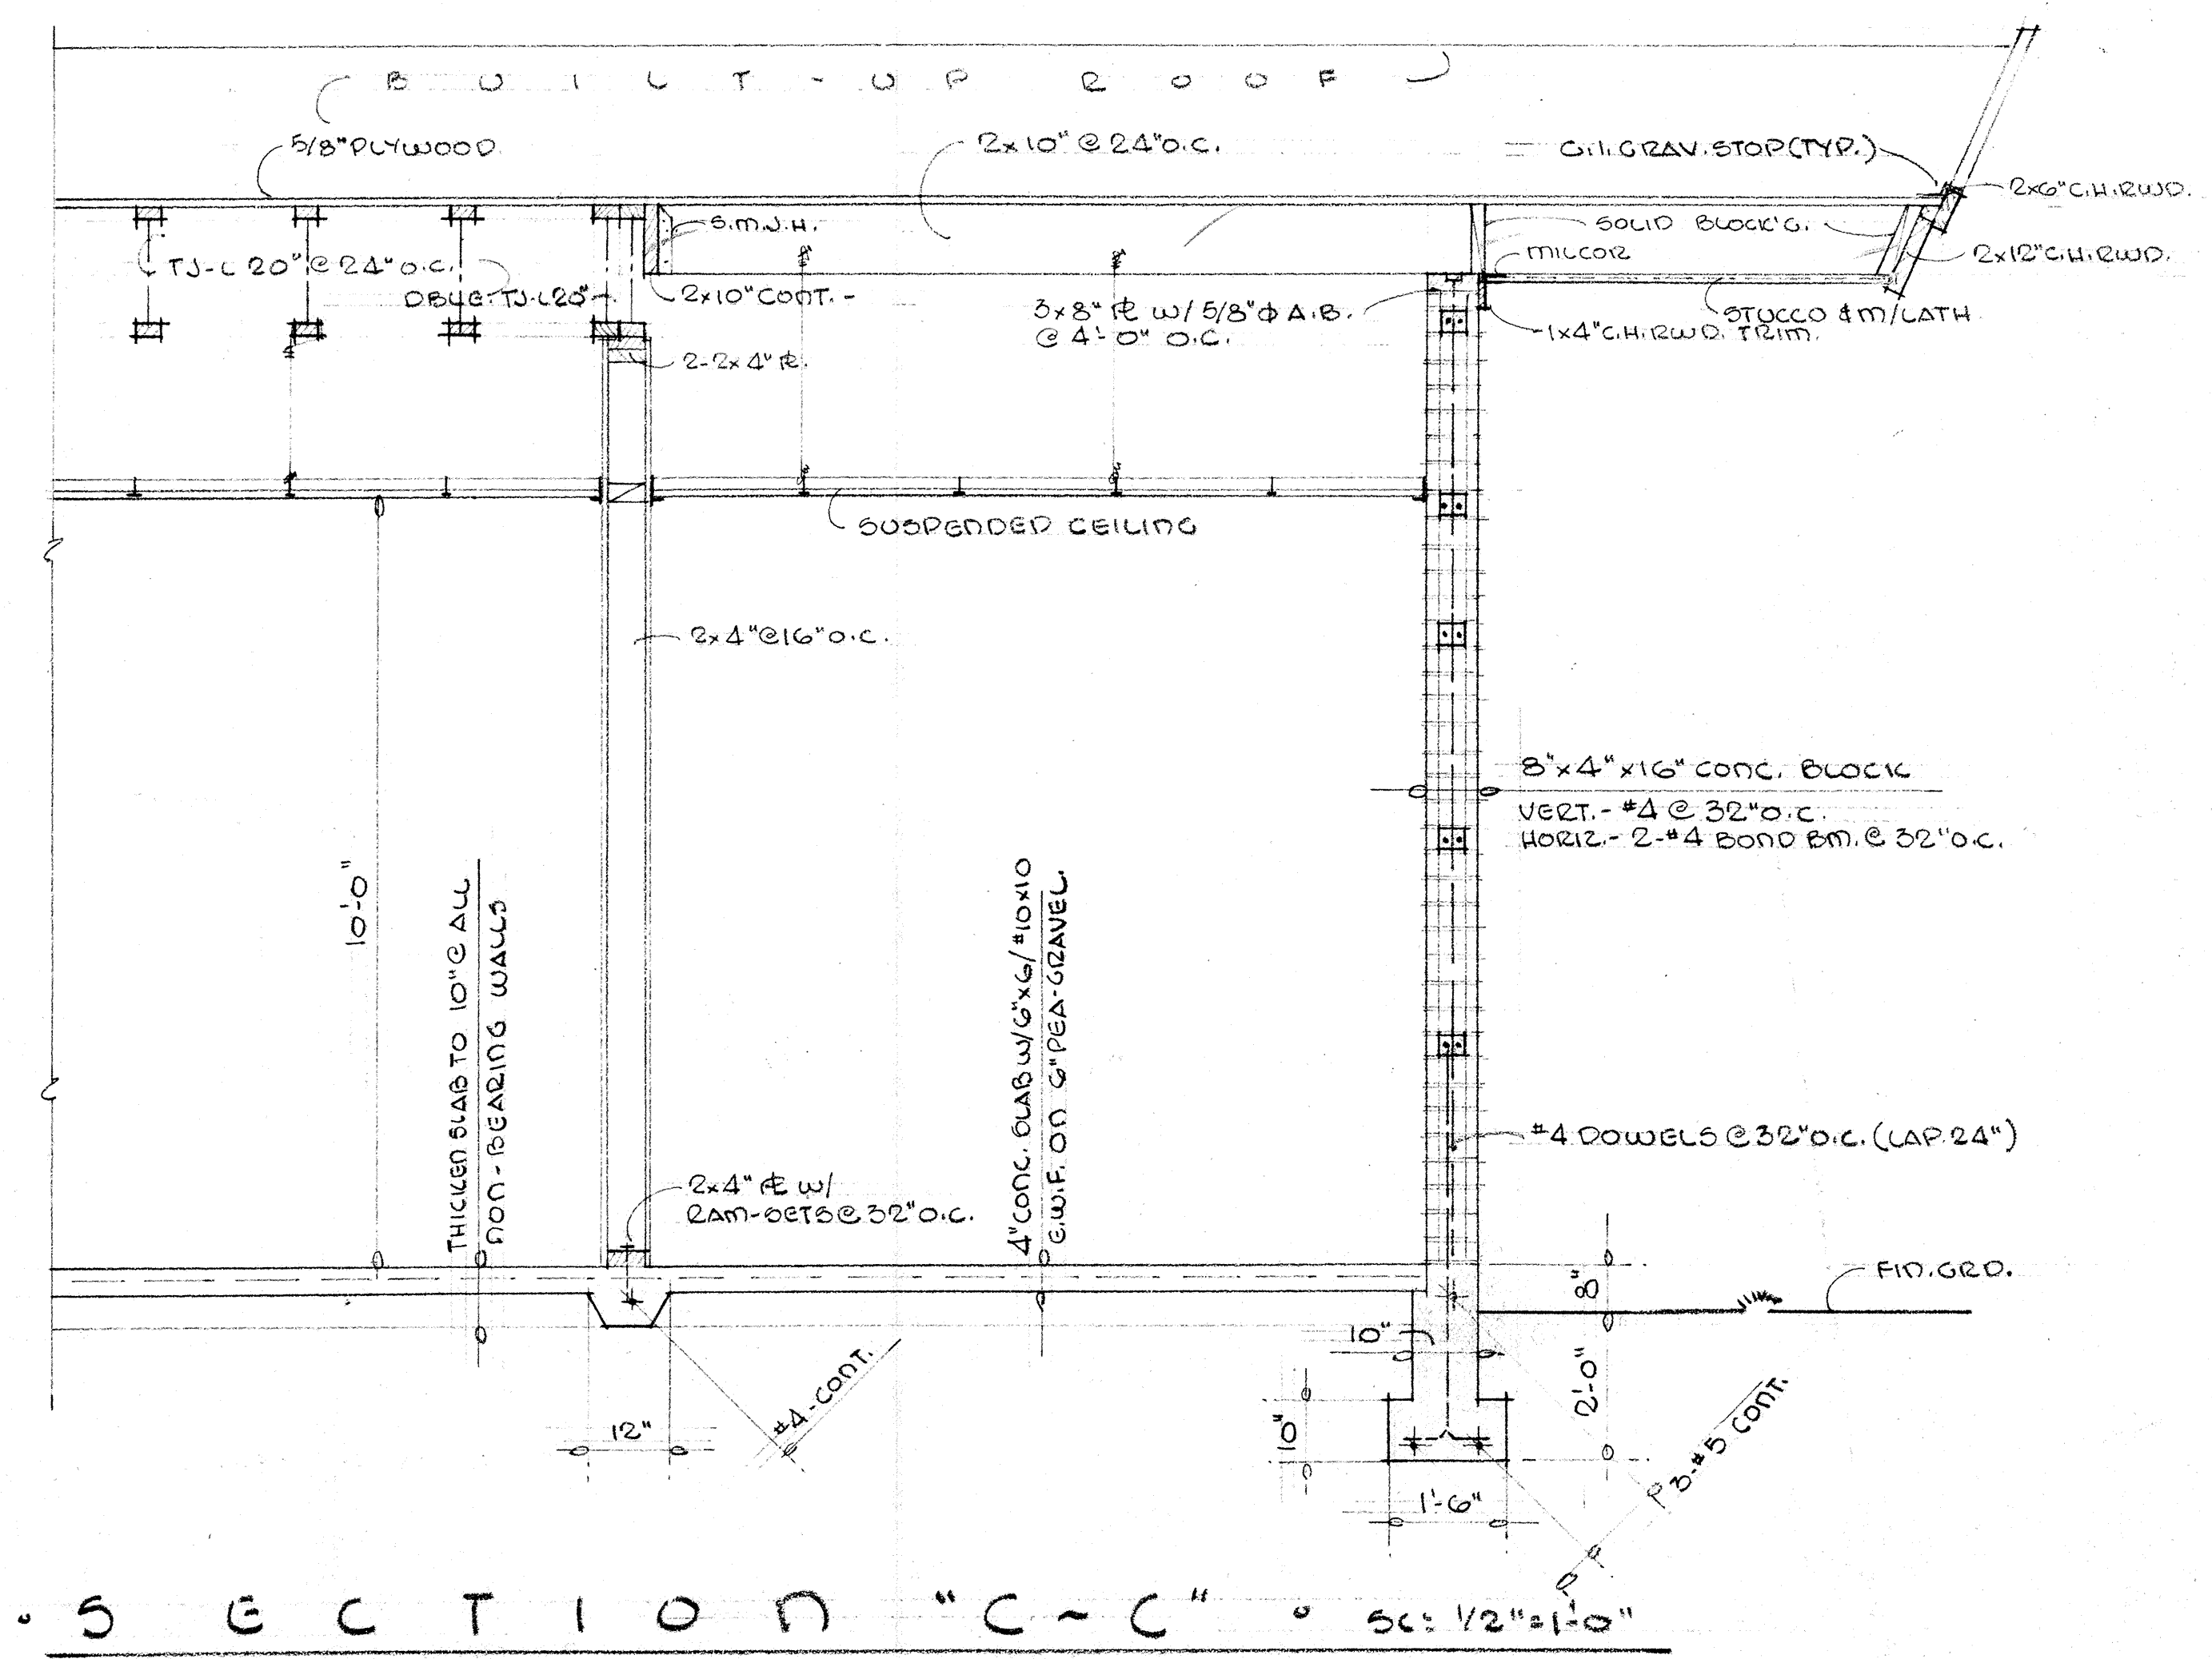 BUILT-UP ROOF
5/8" PLYWOOD
2x10" @ 24" O.C.
G.I. GRAV. STOP (TYP.)
2x6" C.H. RWD.
S.M.J.H.
SOLID BLOCK'G.
TJ-L 20" @ 24" O.C.
MILCOR
2x12" C.H. RWD.
DBLE. TJ-L20"
2x10" CONT.
3x8" PL W/ 5/8" Φ A.B.
@ 4'-0" O.C.
STUCCO & M/LATH
1x4" C.H. RWD. TRIM.
2-2x4" PL.
SUSPENDED CEILING
2x4" @ 16" O.C.
8"x4"x16" CONC. BLOCK
VERT.- #4 @ 32" O.C.
HORIZ.- 2-#4 BOND BM. @ 32" O.C.
10'-0"
THICKEN SLAB TO 10" @ ALL
NON-BEARING WALLS
4" CONC. SLAB W/6"x6/#10x10
E.W.F. ON 6" PEA-GRAVEL.
#4 DOWELS @ 32" O.C. (LAP. 24")
2x4" PL W/
RAM-SETS @ 32" O.C.
8"
FIN. GRD.
10"
2'-0"
#4-CONT.
12"
10"
3-#5 CONT.
1'-6"
• SECTION "C-C" • SC: 1/2"=1'-0"